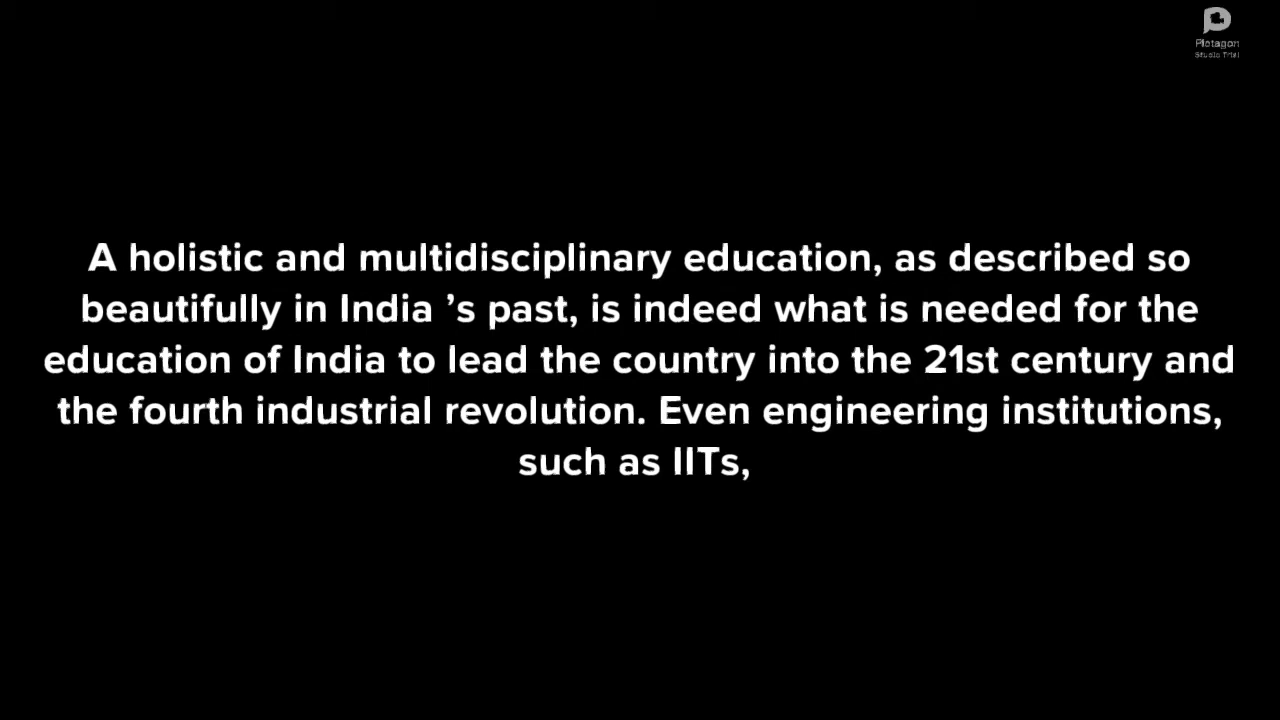 Plotagon
Studio Trial
A holistic and multidisciplinary education, as described so
beautifully in India ’s past, is indeed what is needed for the
education of India to lead the country into the 21st century and
the fourth industrial revolution. Even engineering institutions,
such as IITs,